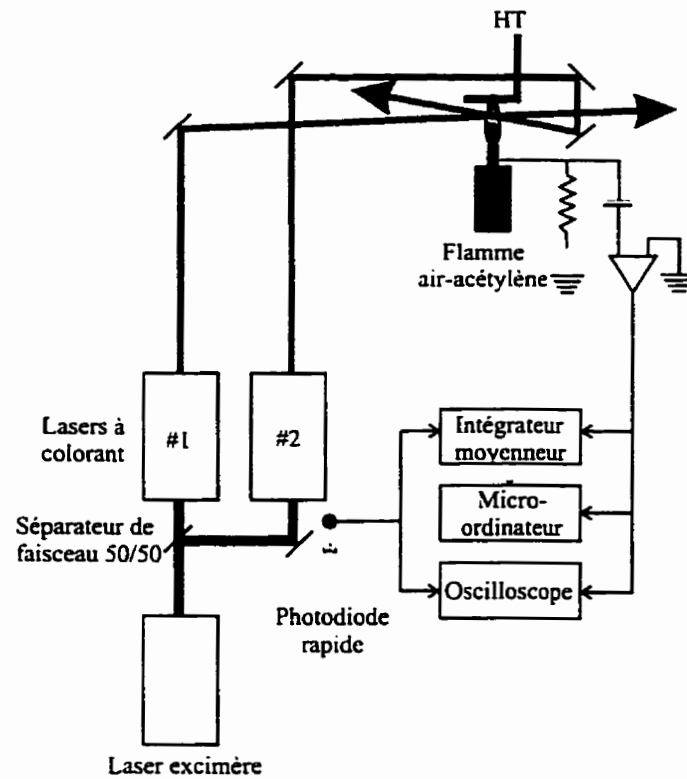 HT
Flamme
air-acétylène
Lasers à
colorant
#1
#2
Intégrateur
moyenneur
Micro-
ordinateur
Séparateur de
faisceau 50/50
Oscilloscope
Photodiode
rapide
Laser excimère